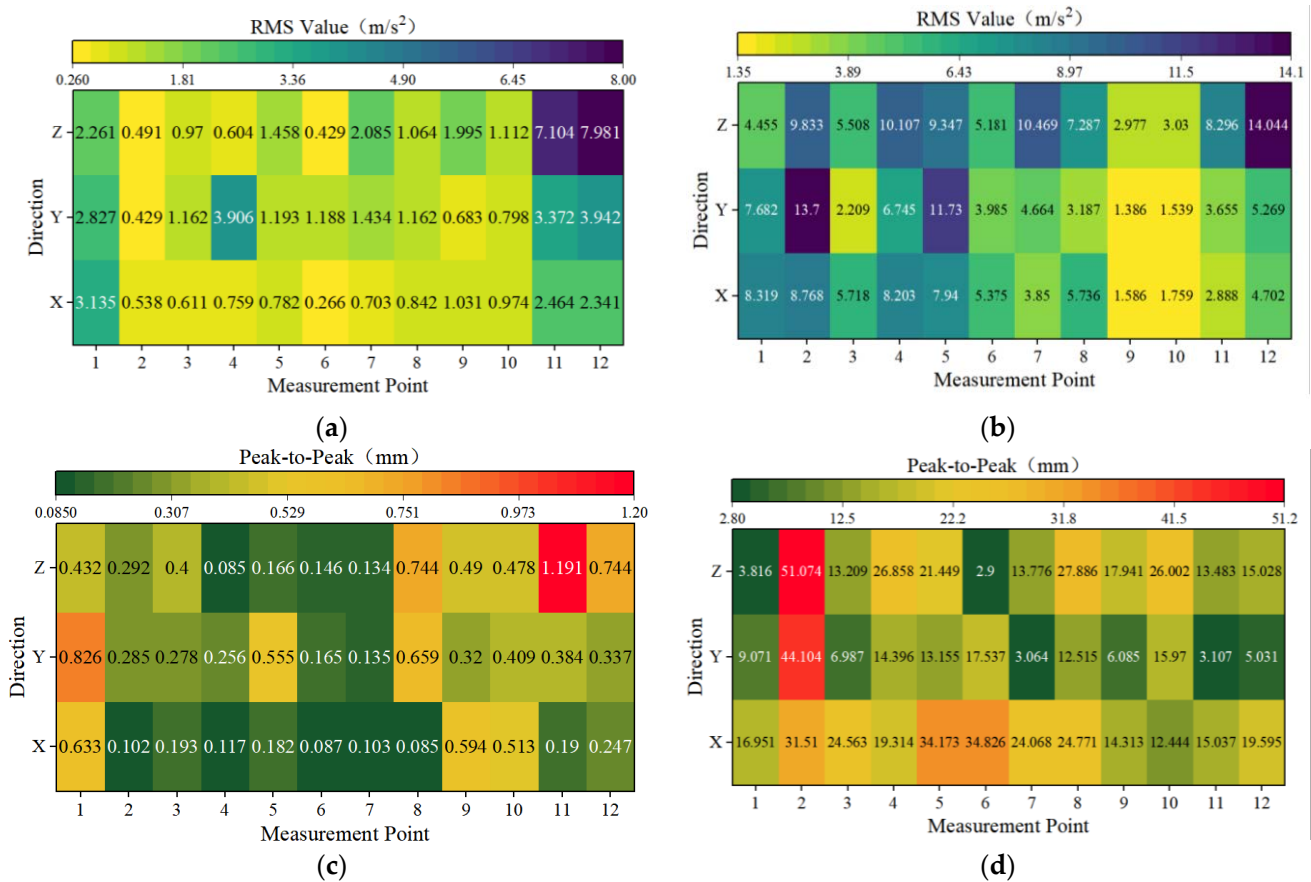 RMS Value（m/s²）
0.260 1.81 3.36 4.90 6.45 8.00
Z 2.261 0.491 0.97 0.604 1.458 0.429 2.085 1.064 1.995 1.112 7.104 7.981
Y 2.827 0.429 1.162 3.906 1.193 1.188 1.434 1.162 0.683 0.798 3.372 3.942
X 3.135 0.538 0.611 0.759 0.782 0.266 0.703 0.842 1.031 0.974 2.464 2.341
Direction
1 2 3 4 5 6 7 8 9 10 11 12
Measurement Point
(a)
RMS Value（m/s²）
1.35 3.89 6.43 8.97 11.5 14.1
Z 4.455 9.833 5.508 10.107 9.347 5.181 10.469 7.287 2.977 3.03 8.296 14.044
Y 7.682 13.7 2.209 6.745 11.73 3.985 4.664 3.187 1.386 1.539 3.655 5.269
X 8.319 8.768 5.718 8.203 7.94 5.375 3.85 5.736 1.586 1.759 2.888 4.702
Direction
1 2 3 4 5 6 7 8 9 10 11 12
Measurement Point
(b)
Peak-to-Peak（mm）
0.0850 0.307 0.529 0.751 0.973 1.20
Z 0.432 0.292 0.4 0.085 0.166 0.146 0.134 0.744 0.49 0.478 1.191 0.744
Y 0.826 0.285 0.278 0.256 0.555 0.165 0.135 0.659 0.32 0.409 0.384 0.337
X 0.633 0.102 0.193 0.117 0.182 0.087 0.103 0.085 0.594 0.513 0.19 0.247
Direction
1 2 3 4 5 6 7 8 9 10 11 12
Measurement Point
(c)
Peak-to-Peak（mm）
2.80 12.5 22.2 31.8 41.5 51.2
Z 3.816 51.074 13.209 26.858 21.449 2.9 13.776 27.886 17.941 26.002 13.483 15.028
Y 9.071 44.104 6.987 14.396 13.155 17.537 3.064 12.515 6.085 15.97 3.107 5.031
X 16.951 31.51 24.563 19.314 34.173 34.826 24.068 24.771 14.313 12.444 15.037 19.595
Direction
1 2 3 4 5 6 7 8 9 10 11 12
Measurement Point
(d)